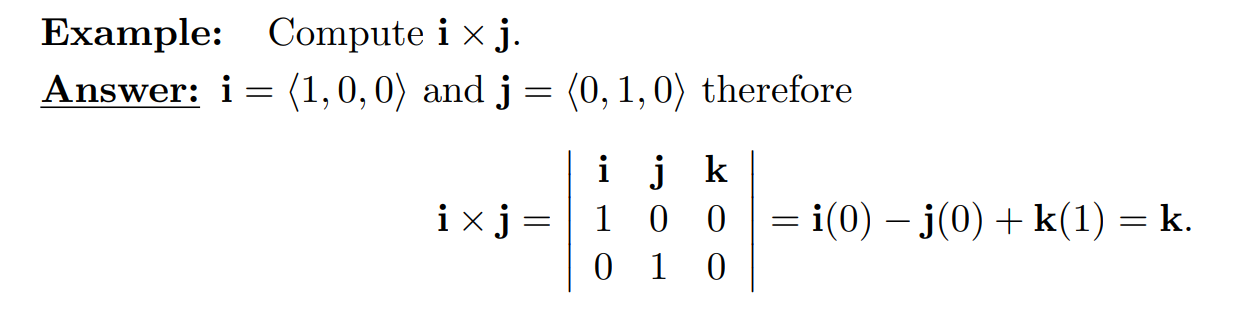 Example: Compute i × j.
Answer: i = ⟨1, 0, 0⟩ and j = ⟨0, 1, 0⟩ therefore
i × j = | i j k |
| 1 0 0 | = i(0) − j(0) + k(1) = k.
| 0 1 0 |